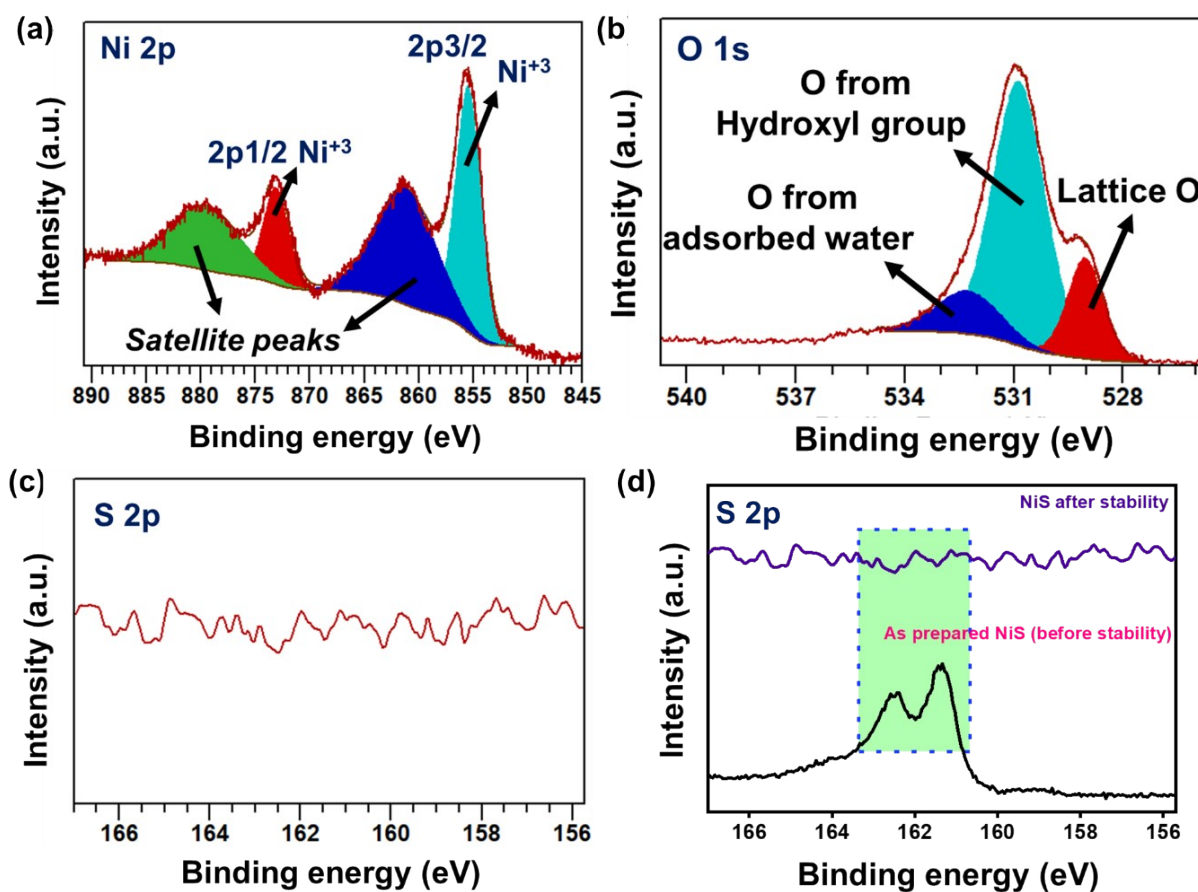 (a)
Ni 2p
2p3/2
Ni+3
2p1/2 Ni+3
Satellite peaks
Intensity (a.u.)
890 885 880 875 870 865 860 855 850 845
Binding energy (eV)
(b)
O 1s
O from
Hydroxyl group
O from
adsorbed water
Lattice O
Intensity (a.u.)
540 537 534 531 528
Binding energy (eV)
(c)
S 2p
Intensity (a.u.)
166 164 162 160 158 156
Binding energy (eV)
(d)
S 2p
NiS after stability
As prepared NiS (before stability)
Intensity (a.u.)
166 164 162 160 158 156
Binding energy (eV)